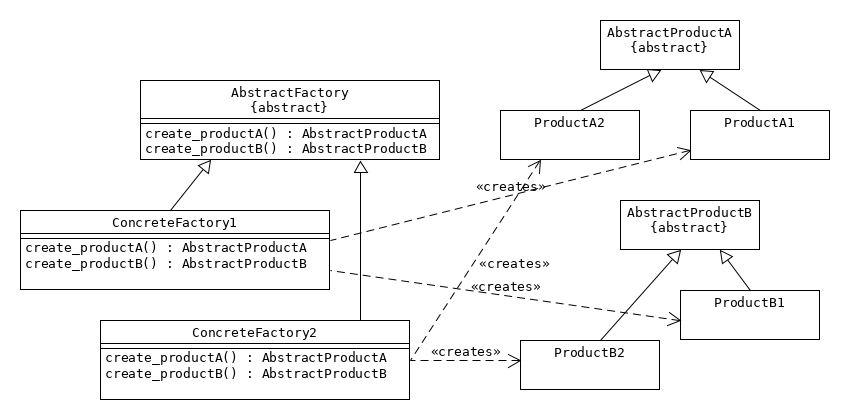 AbstractProductA
{abstract}
AbstractFactory
{abstract}
create_productA() : AbstractProductA
create_productB() : AbstractProductB
ProductA2
ProductA1
«creates»
ConcreteFactory1
create_productA() : AbstractProductA
create_productB() : AbstractProductB
AbstractProductB
{abstract}
«creates»
«creates»
ProductB1
ConcreteFactory2
create_productA() : AbstractProductA
create_productB() : AbstractProductB
«creates»
ProductB2